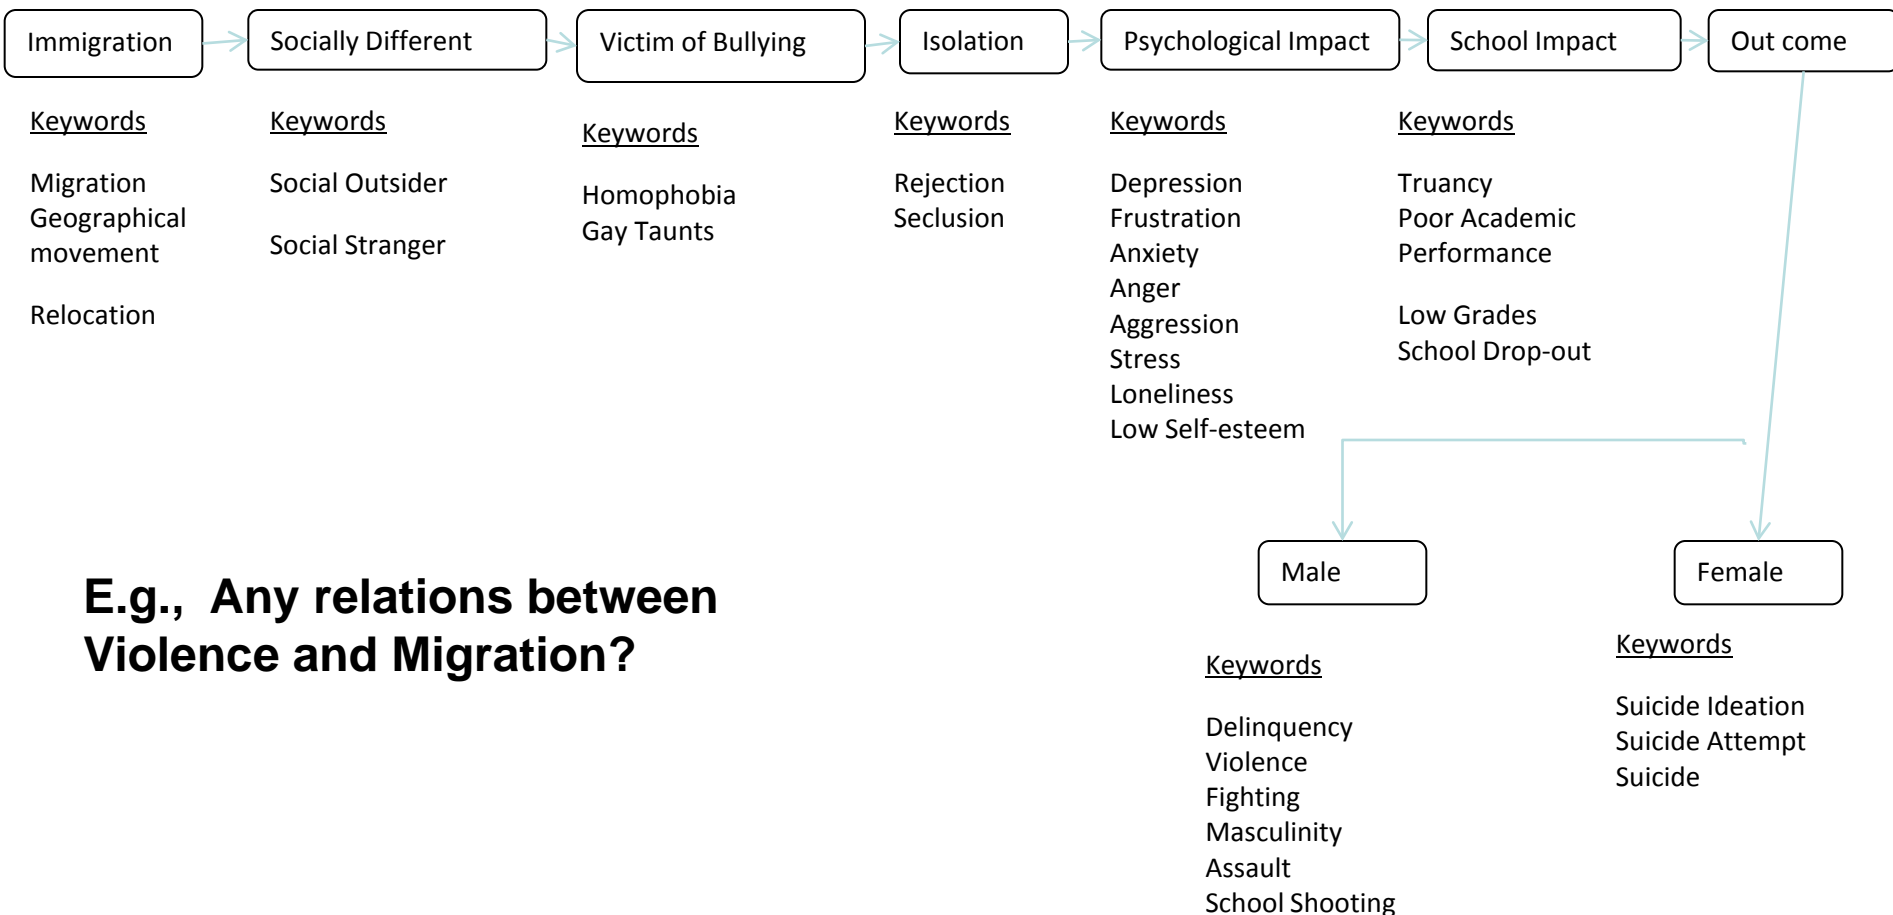 Immigration
Socially Different
Victim of Bullying
Isolation
Psychological Impact
School Impact
Out come
Keywords
Migration
Geographical
movement
Relocation
Keywords
Social Outsider
Social Stranger
Keywords
Homophobia
Gay Taunts
Keywords
Rejection
Seclusion
Keywords
Depression
Frustration
Anxiety
Anger
Aggression
Stress
Loneliness
Low Self-esteem
Keywords
Truancy
Poor Academic
Performance
Low Grades
School Drop-out
E.g.,  Any relations between
Violence and Migration?
Male
Keywords
Delinquency
Violence
Fighting
Masculinity
Assault
School Shooting
Female
Keywords
Suicide Ideation
Suicide Attempt
Suicide